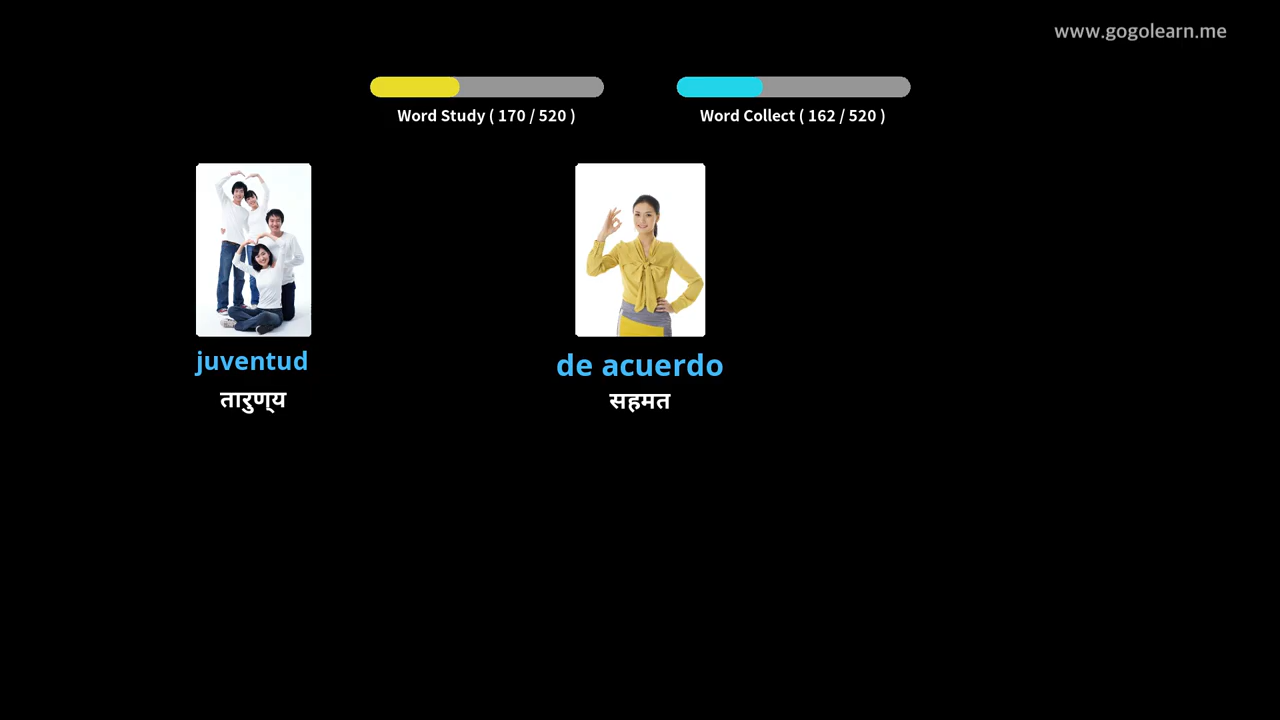 www.gogolearn.me
Word Study ( 170 / 520 )
Word Collect ( 162 / 520 )
juventud
तारुण्य
de acuerdo
सहमत